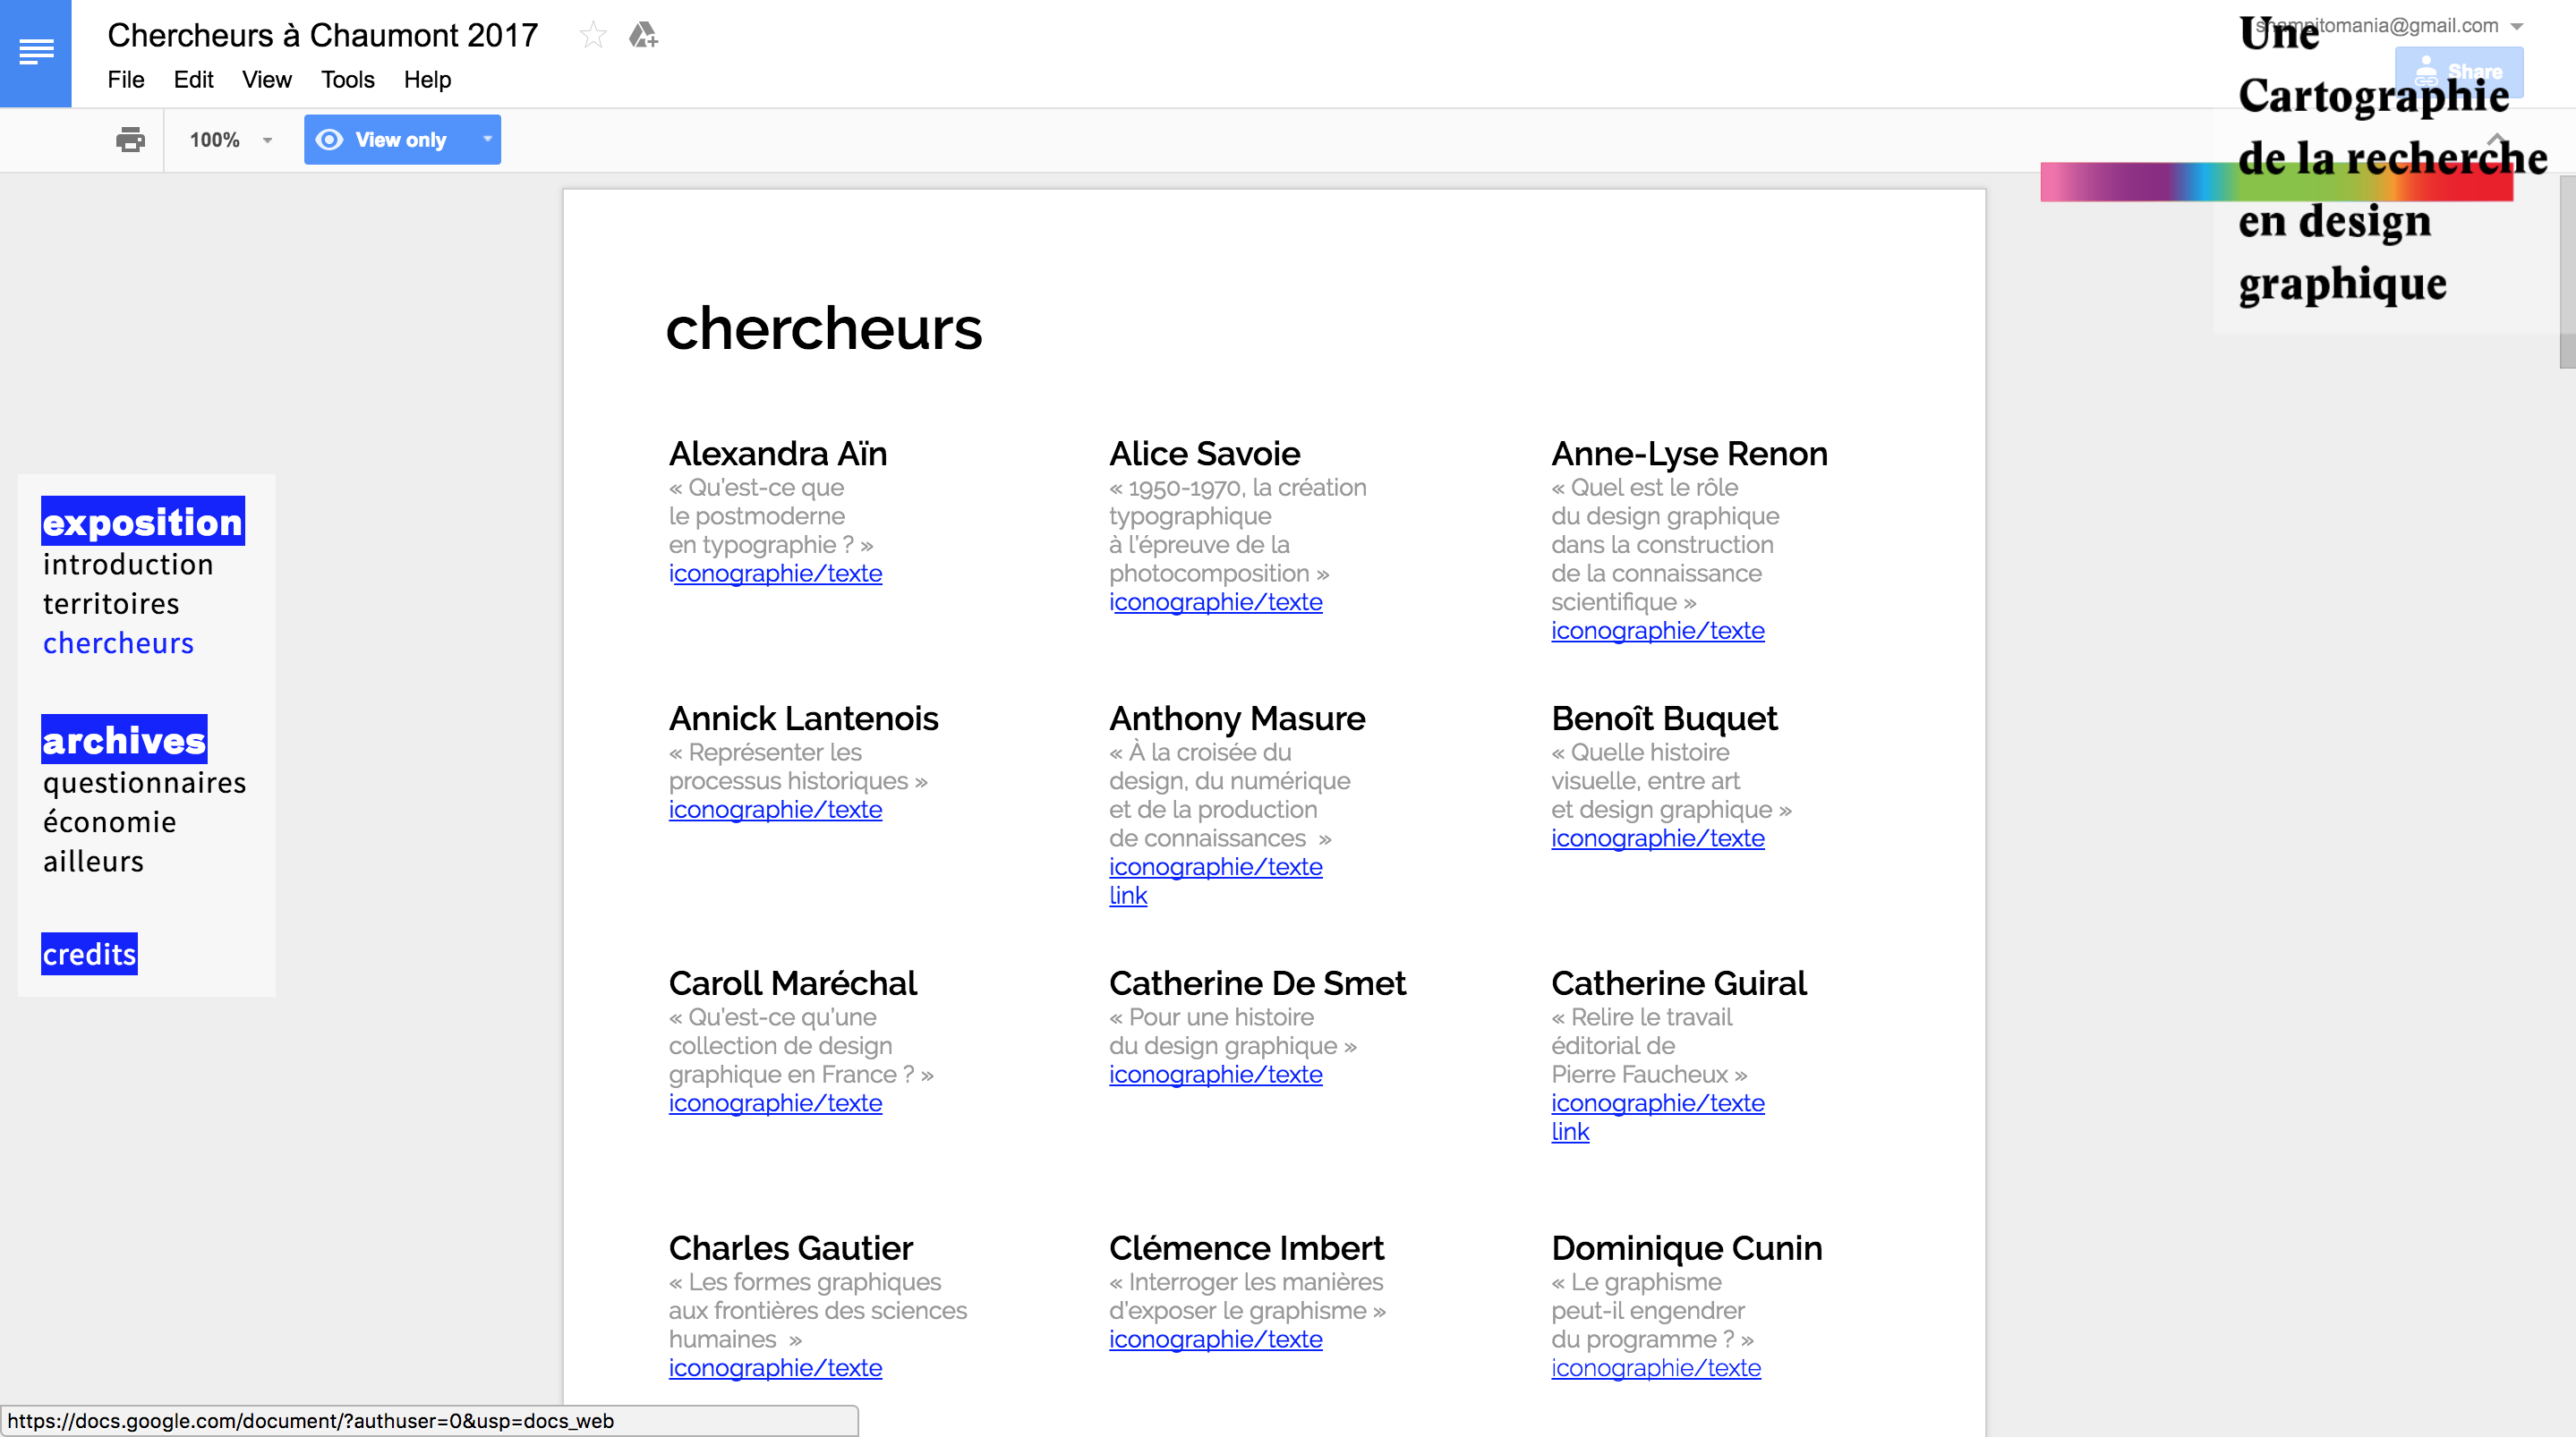 Chercheurs à Chaumont 2017
File Edit View Tools Help
@gmail.com
Share
100%
View only
Une
Cartographie
de la recherche
en design
graphique
exposition
introduction
territoires
chercheurs
archives
questionnaires
économie
ailleurs
credits
chercheurs
Alexandra Aïn
« Qu’est-ce que
le postmoderne
en typographie ? »
iconographie/texte
Alice Savoie
« 1950-1970, la création
typographique
à l’épreuve de la
photocomposition »
iconographie/texte
Anne-Lyse Renon
« Quel est le rôle
du design graphique
dans la construction
de la connaissance
scientifique »
iconographie/texte
Annick Lantenois
« Représenter les
processus historiques »
iconographie/texte
Anthony Masure
« À la croisée du
design, du numérique
et de la production
de connaissances »
iconographie/texte
link
Benoît Buquet
« Quelle histoire
visuelle, entre art
et design graphique »
iconographie/texte
Caroll Maréchal
« Qu’est-ce qu’une
collection de design
graphique en France ? »
iconographie/texte
Catherine De Smet
« Pour une histoire
du design graphique »
iconographie/texte
Catherine Guiral
« Relire le travail
éditorial de
Pierre Faucheux »
iconographie/texte
link
Charles Gautier
« Les formes graphiques
aux frontières des sciences
humaines »
iconographie/texte
Clémence Imbert
« Interroger les manières
d’exposer le graphisme »
iconographie/texte
Dominique Cunin
« Le graphisme
peut-il engendrer
du programme ? »
iconographie/texte
https://docs.google.com/document/?authuser=0&usp=docs_web